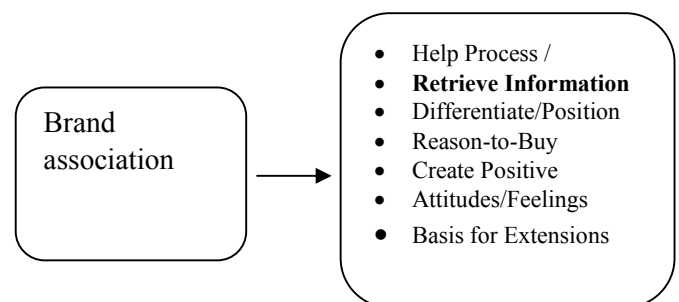 Brand
association
• Help Process /
• Retrieve Information
• Differentiate/Position
• Reason-to-Buy
• Create Positive
• Attitudes/Feelings
• Basis for Extensions